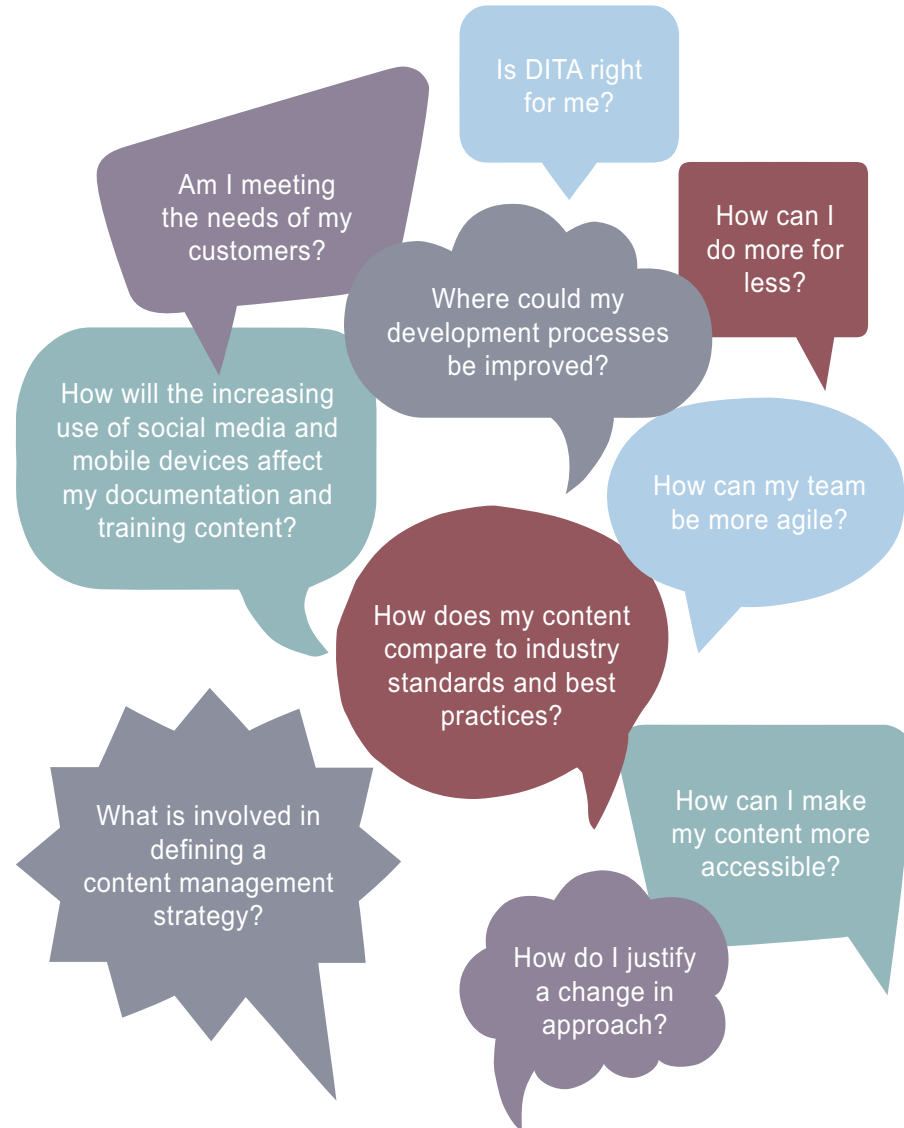 Is DITA right
for me?
Am I meeting
the needs of my
customers?
How can I
do more for
less?
Where could my
development processes
be improved?
How will the increasing
use of social media and
mobile devices affect
my documentation and
training content?
How can my team
be more agile?
How does my content
compare to industry
standards and best
practices?
What is involved in
defining a
content management
strategy?
How can I make
my content more
accessible?
How do I justify
a change in
approach?